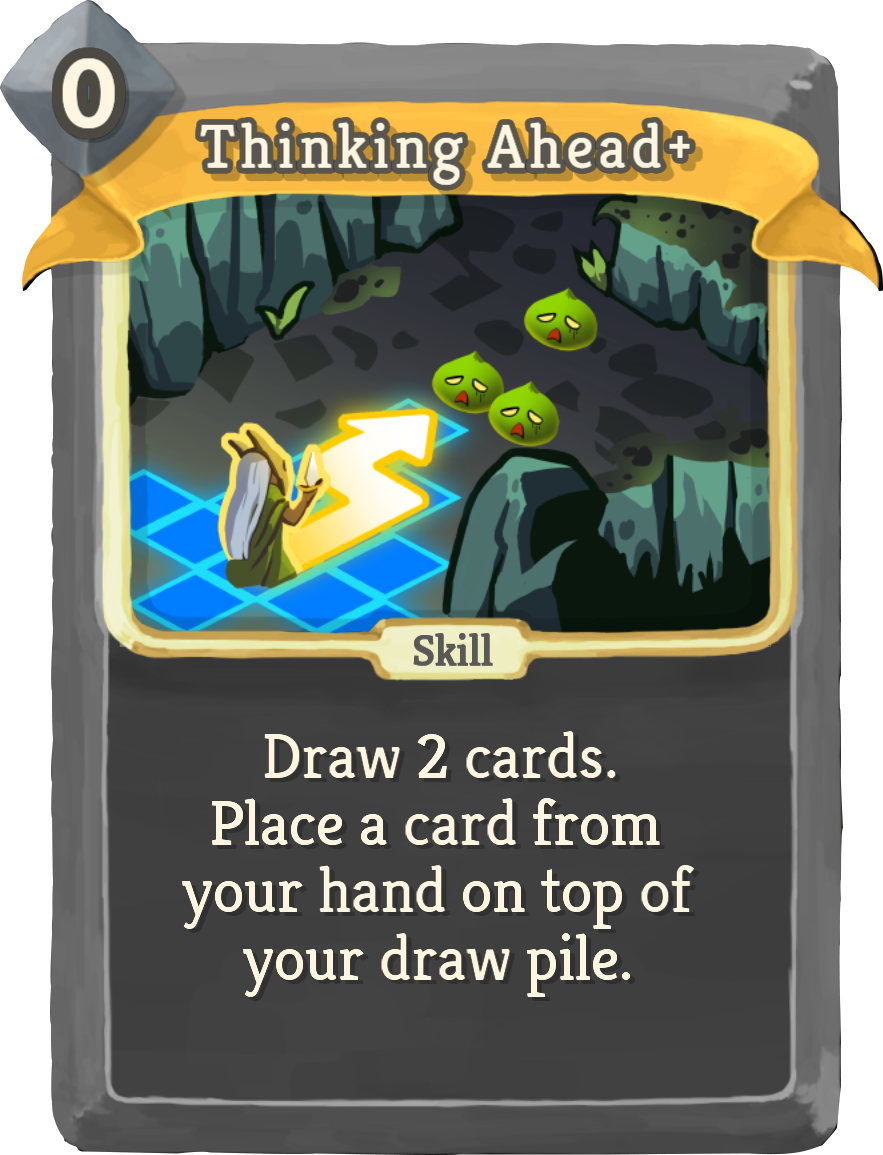 0
Thinking Ahead+
Skill
Draw 2 cards.
Place a card from
your hand on top of
your draw pile.